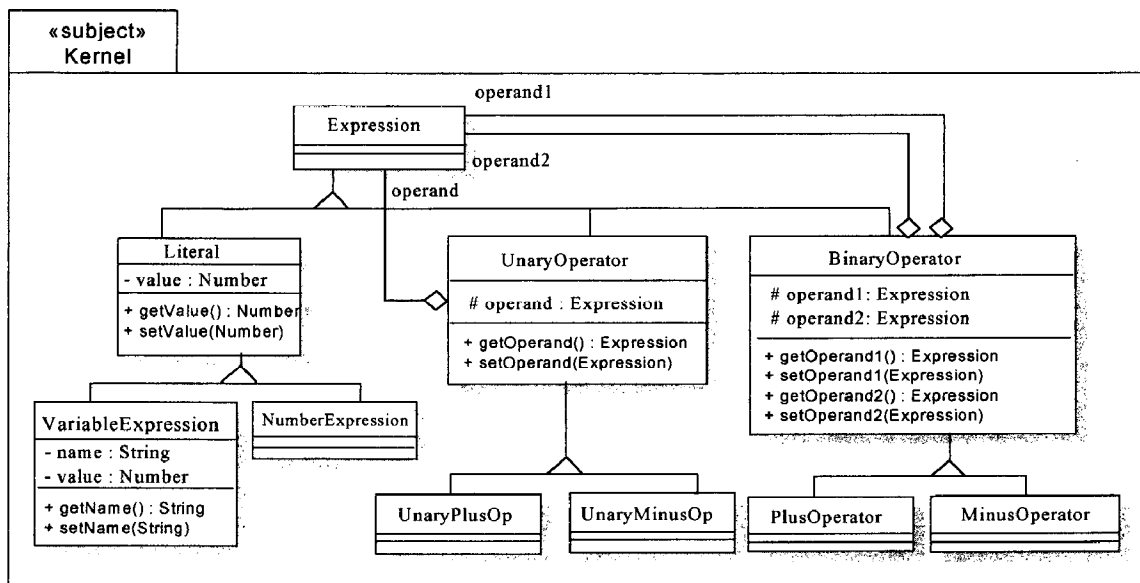 «subject»
Kernel
operand1
Expression
operand2
operand
Literal
- value : Number
+ getValue() : Number
+ setValue(Number)
UnaryOperator
# operand : Expression
+ getOperand() : Expression
+ setOperand(Expression)
BinaryOperator
# operand1: Expression
# operand2: Expression
+ getOperand1() : Expression
+ setOperand1(Expression)
+ getOperand2() : Expression
+ setOperand2(Expression)
VariableExpression
- name : String
- value : Number
+ getName() : String
+ setName(String)
NumberExpression
UnaryPlusOp
UnaryMinusOp
PlusOperator
MinusOperator